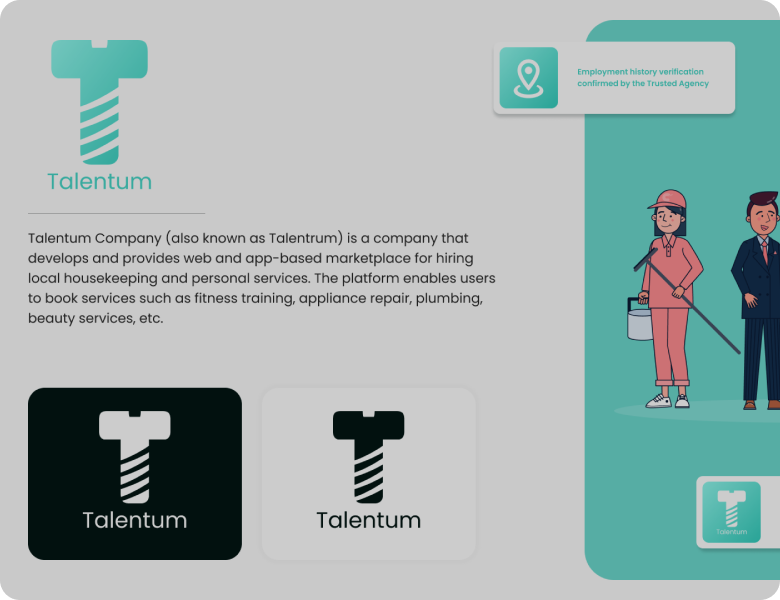 Talentum
Employment history verification
confirmed by the Trusted Agency
Talentum Company (also known as Talentrum) is a company that
develops and provides web and app-based marketplace for hiring
local housekeeping and personal services. The platform enables users
to book services such as fitness training, appliance repair, plumbing,
beauty services, etc.
Talentum
Talentum
Talentum